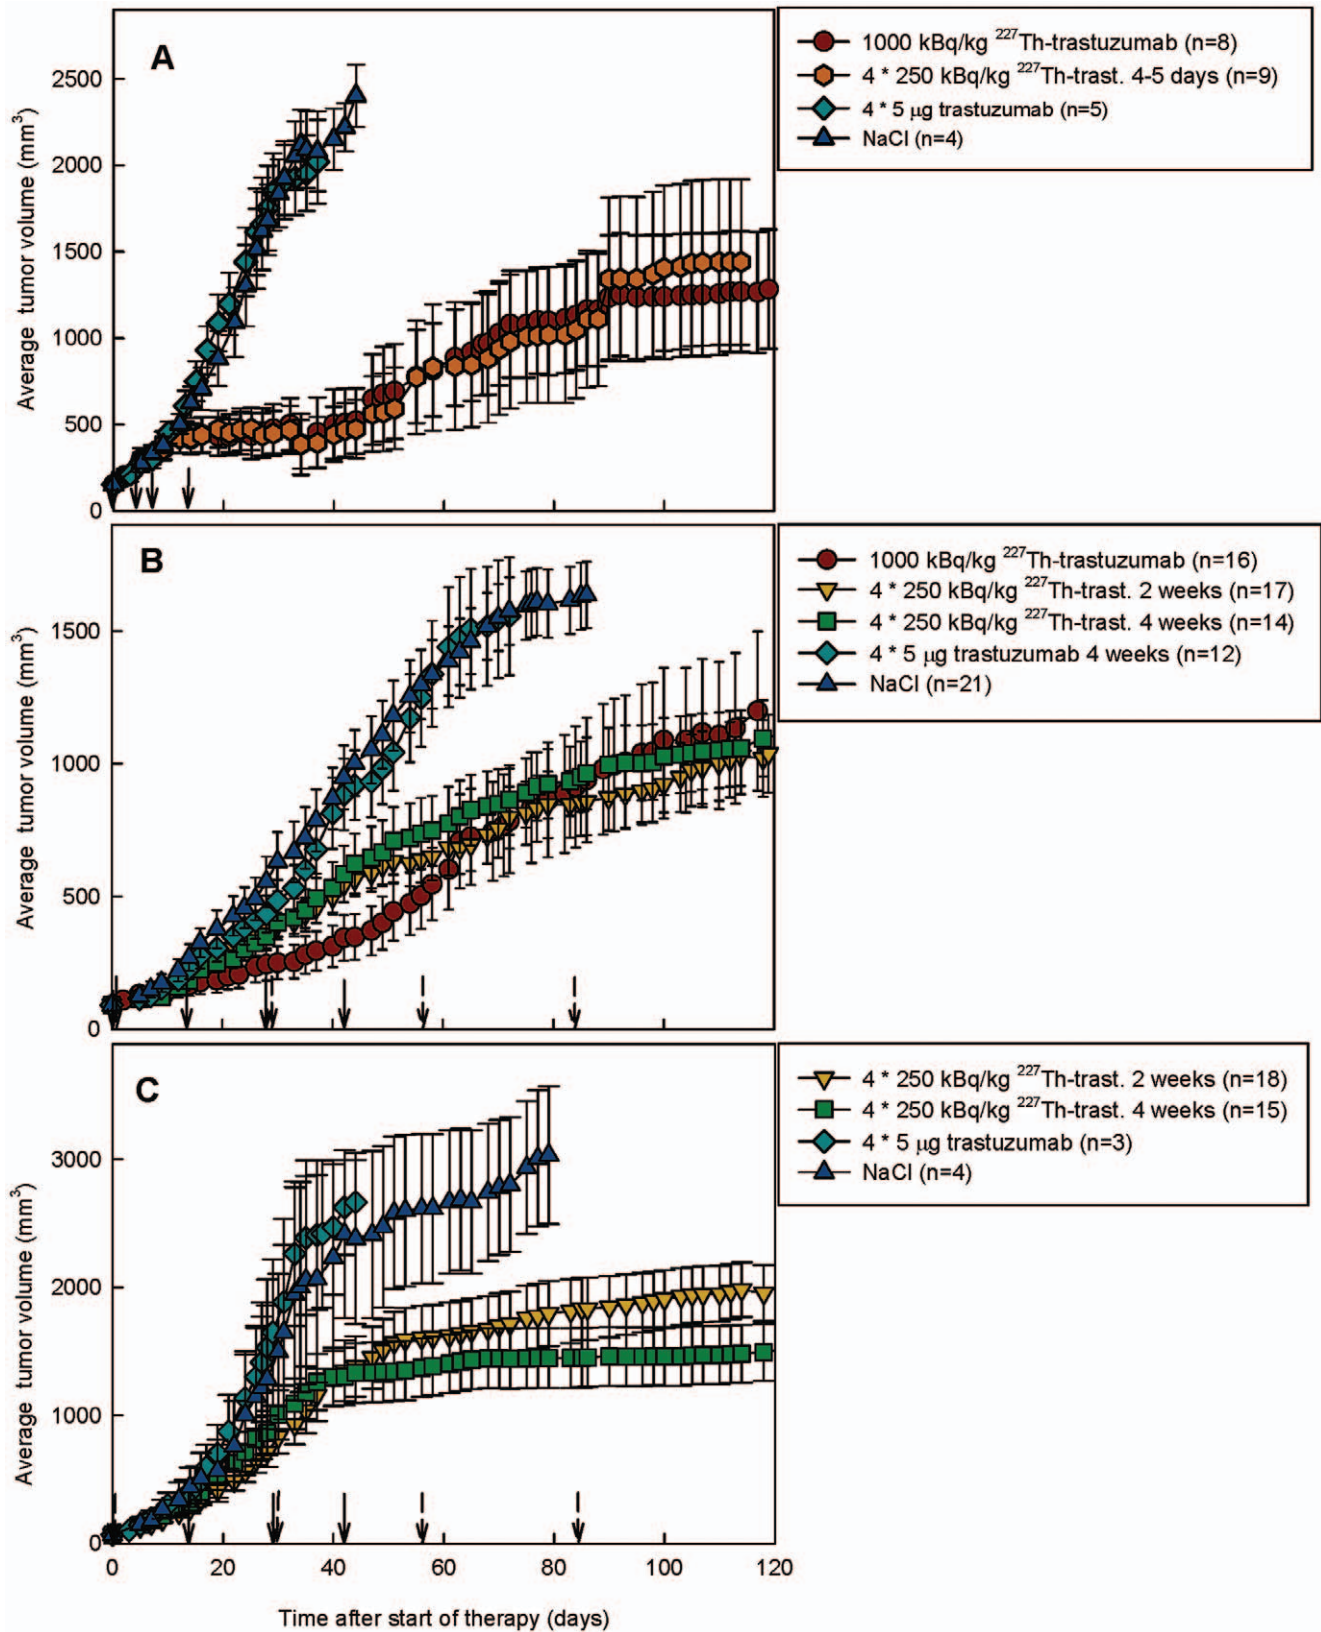 A
Average tumor volume (mm³)
2500
2000
1500
1000
500
0
1000 kBq/kg ²²⁷Th-trastuzumab (n=8)
4 * 250 kBq/kg ²²⁷Th-trast. 4-5 days (n=9)
4 * 5 µg trastuzumab (n=5)
NaCl (n=4)
B
Average tumor volume (mm³)
1500
1000
500
0
1000 kBq/kg ²²⁷Th-trastuzumab (n=16)
4 * 250 kBq/kg ²²⁷Th-trast. 2 weeks (n=17)
4 * 250 kBq/kg ²²⁷Th-trast. 4 weeks (n=14)
4 * 5 µg trastuzumab 4 weeks (n=12)
NaCl (n=21)
C
Average tumor volume (mm³)
3000
2000
1000
0
4 * 250 kBq/kg ²²⁷Th-trast. 2 weeks (n=18)
4 * 250 kBq/kg ²²⁷Th-trast. 4 weeks (n=15)
4 * 5 µg trastuzumab (n=3)
NaCl (n=4)
0 20 40 60 80 100 120
Time after start of therapy (days)